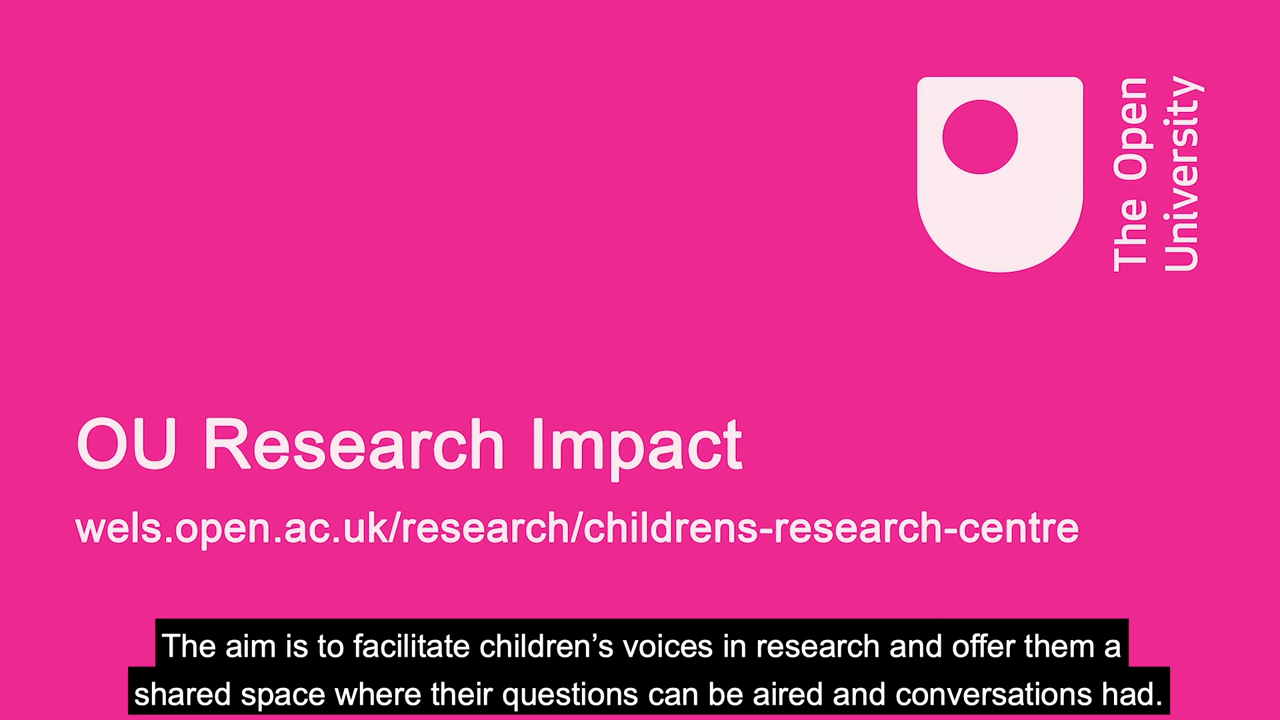 The Open
University
OU Research Impact
wels.open.ac.uk/research/childrens-research-centre
The aim is to facilitate children’s voices in research and offer them a
shared space where their questions can be aired and conversations had.